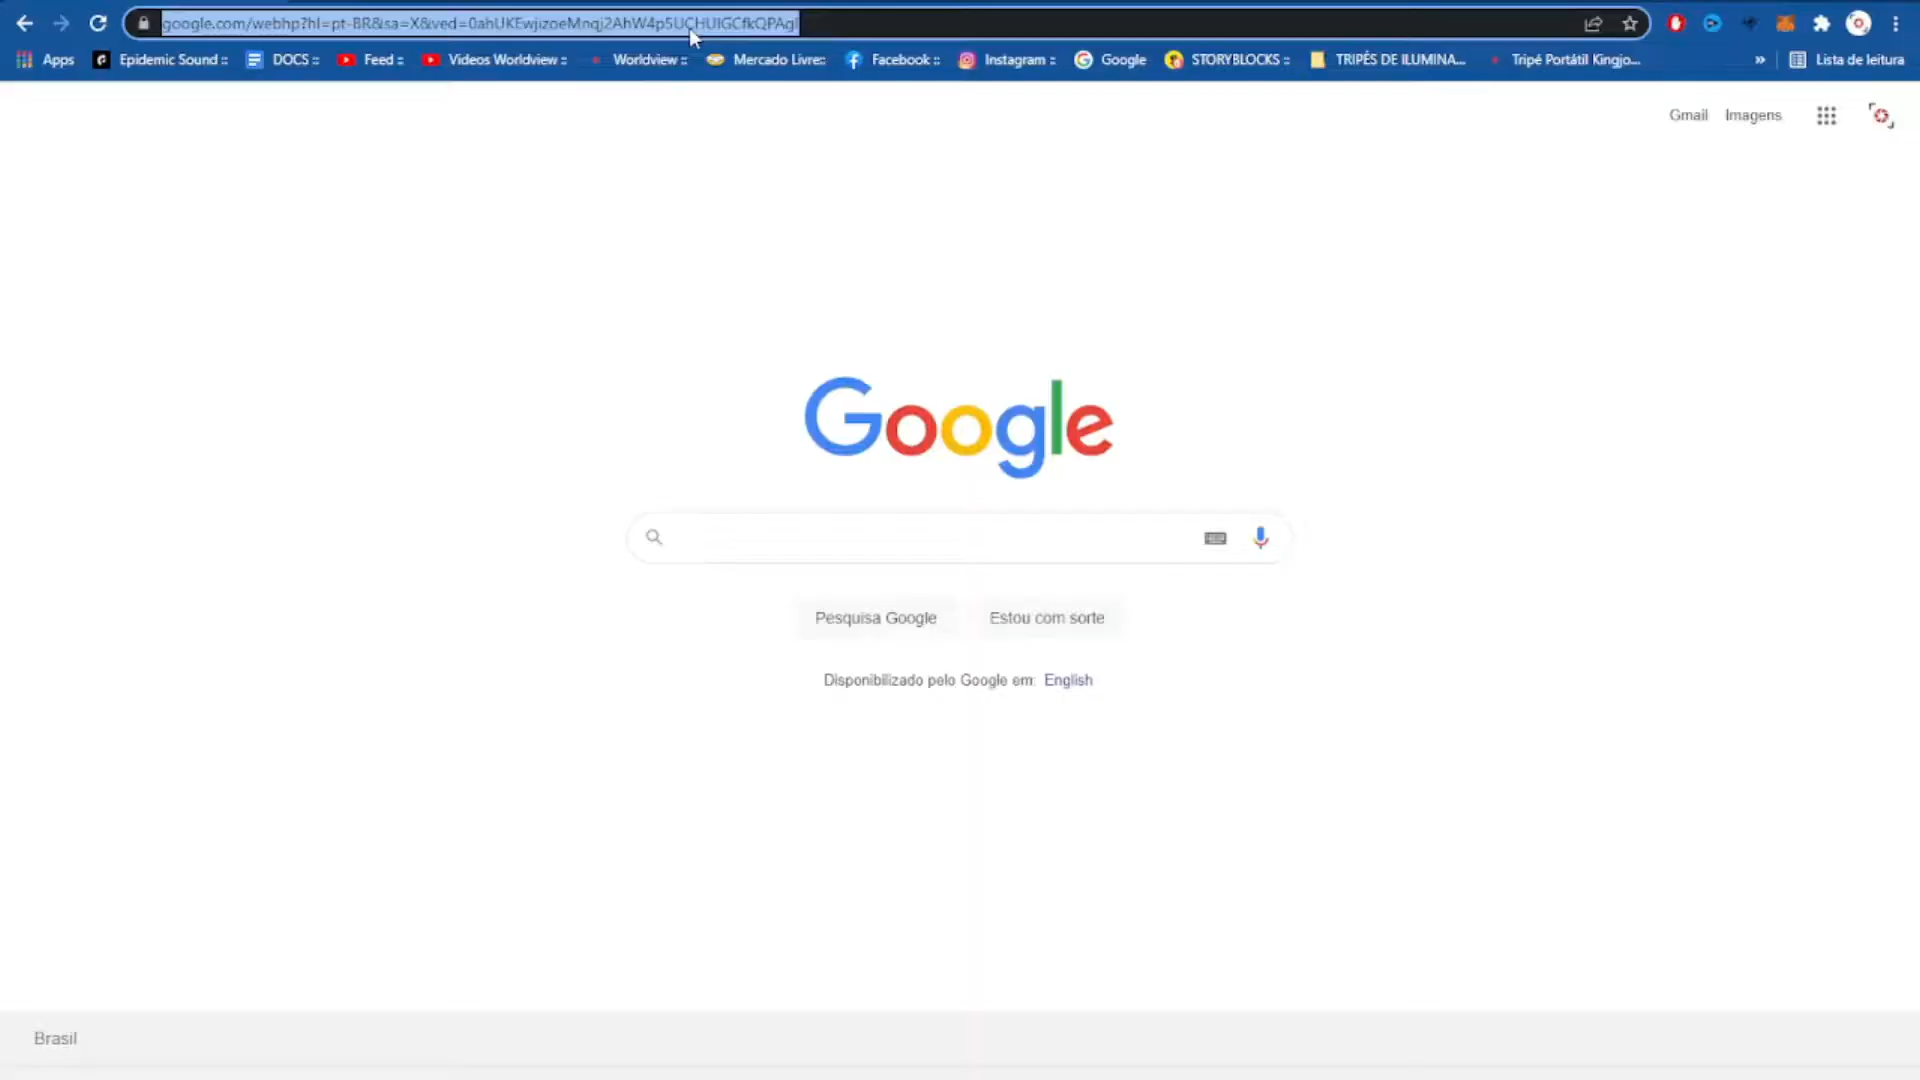 google.com/webhp?hl=pt-BR&sa=X&ved=0ahUKEwjizoeMnqj2AhW4p5UCHUIGCfkQPAgI
Apps Epidemic Sound :: DOCS :: Feed :: Videos Worldview :: Worldview :: Mercado Livre:: Facebook :: Instagram :: Google STORYBLOCKS :: TRIPÉS DE ILUMINA... Tripé Portátil Kingjo... » Lista de leitura
Gmail Imagens
Google
Pesquisa Google Estou com sorte
Disponibilizado pelo Google em: English
Brasil